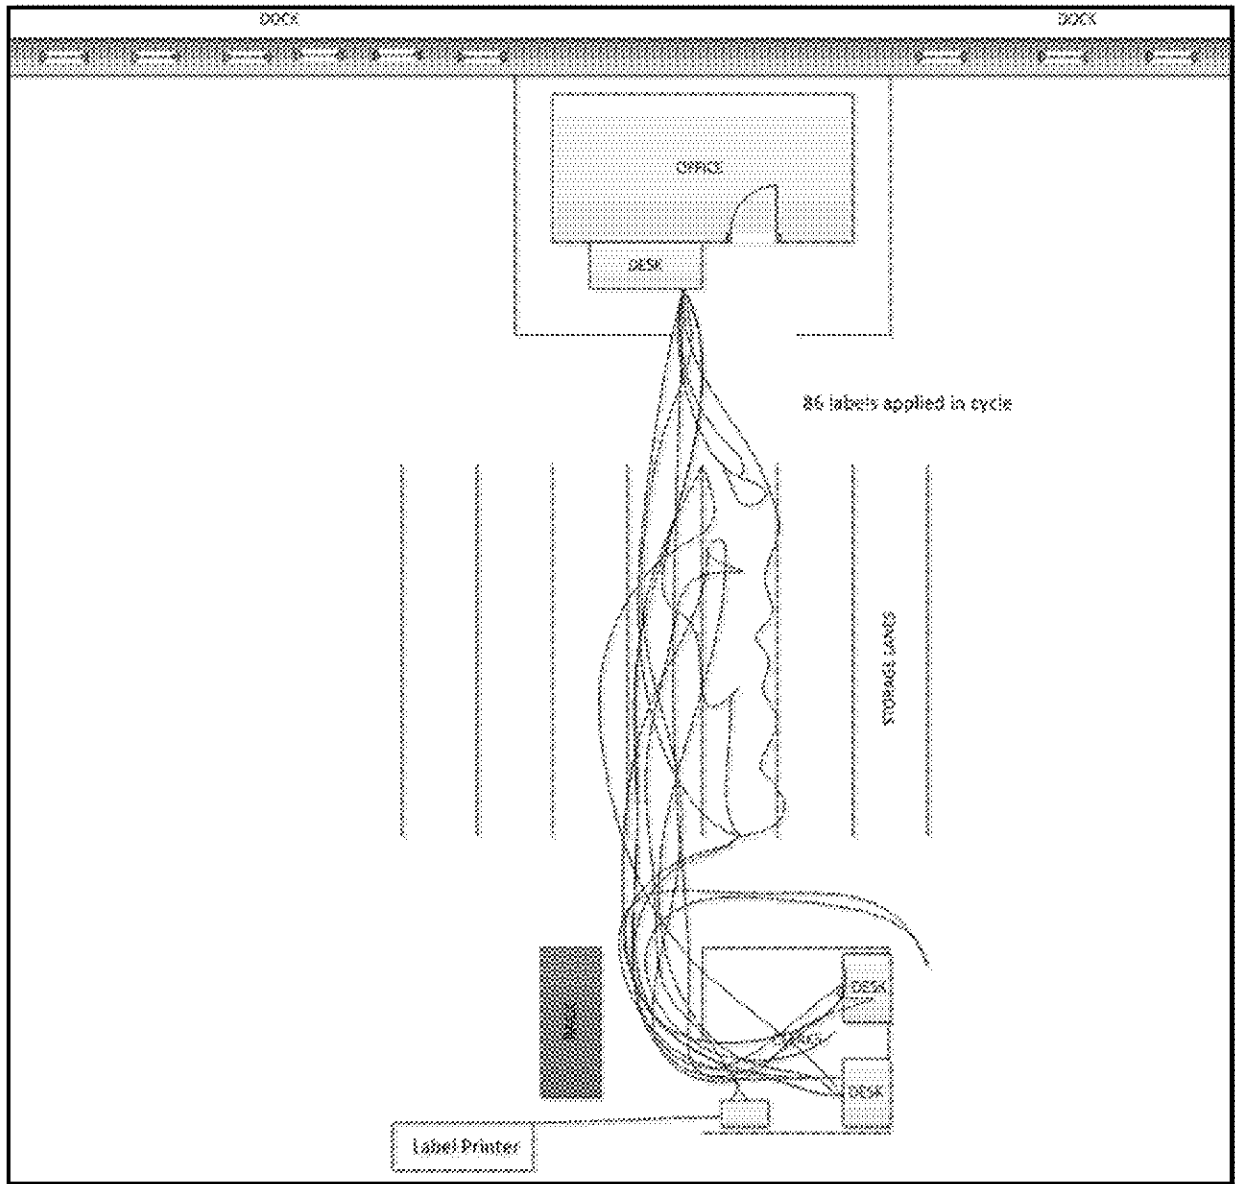 DOCK
DOCK
OFFICE
DESK
86 labels applied in cycle
STORAGE LANES
DESK
DESK
Label Printer